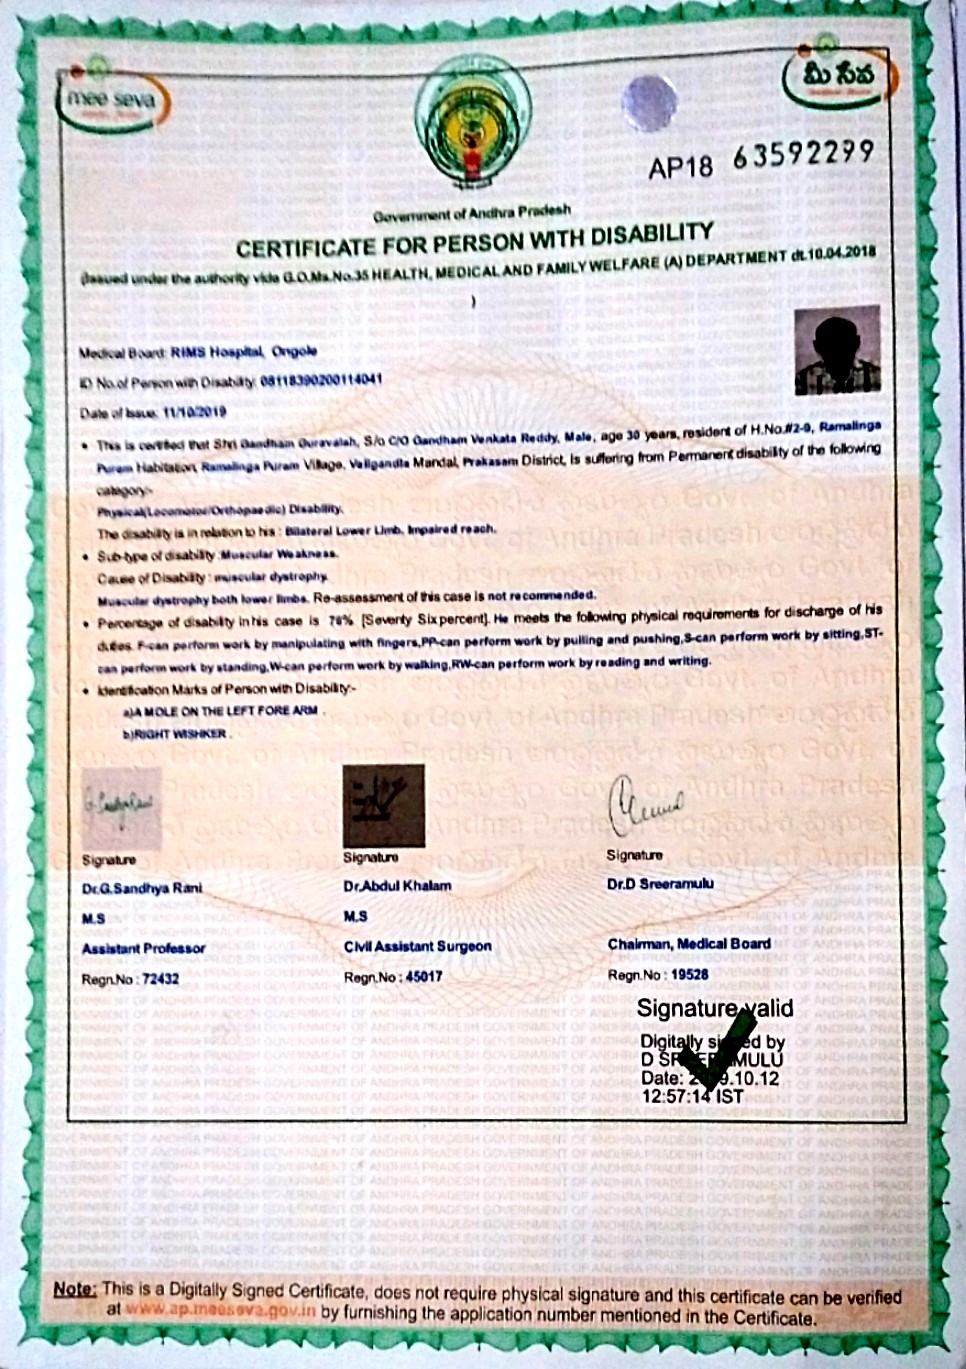 mee seva
మీ సేవ
AP18 63592299
Government of Andhra Pradesh
CERTIFICATE FOR PERSON WITH DISABILITY
(Issued under the authority vide G.O.Ms.No.35 HEALTH, MEDICAL AND FAMILY WELFARE (A) DEPARTMENT dt.10.04.2018
)
Medical Board: RIMS Hospital, Ongole
ID No.of Person with Disability: 08118390200114041
Date of Issue: 11/10/2019
• This is certified that Shri Gandham Guravaiah, S/o C/O Gandham Venkata Reddy, Male, age 30 years, resident of H.No.#2-9, Ramalinga
Puram Habitation, Ramalinga Puram Village, Veligandla Mandal, Prakasam District, is suffering from Permanent disability of the following
category:-
Physical(Locomotor/Orthopaedic) Disability.
The disability is in relation to his : Bilateral Lower Limb, Impaired reach.
• Sub-type of disability :Muscular Weakness.
Cause of Disability : muscular dystrophy.
Muscular dystrophy both lower limbs. Re-assessment of this case is not recommended.
• Percentage of disability in his case is [Seventy Six percent]. He meets the following physical requirements for discharge of his
duties. F-can perform work by manipulating with fingers,PP-can perform work by pulling and pushing,S-can perform work by sitting,ST-
can perform work by standing,W-can perform work by walking,RW-can perform work by reading and writing.
• Identification Marks of Person with Disability:-
a)A MOLE ON THE LEFT FORE ARM .
b)RIGHT WISHKER .
Signature Signature Signature
Dr.G.Sandhya Rani Dr.Abdul Khalam Dr.D Sreeramulu
M.S M.S
Assistant Professor Civil Assistant Surgeon Chairman, Medical Board
Regn.No : 72432 Regn.No : 45017 Regn.No : 19528
Signature valid
Digitally signed by
D SREERAMULU
Date: 2019.10.12
12:57:14 IST
Note: This is a Digitally Signed Certificate, does not require physical signature and this certificate can be verified
at www.ap.meeseva.gov.in by furnishing the application number mentioned in the Certificate.